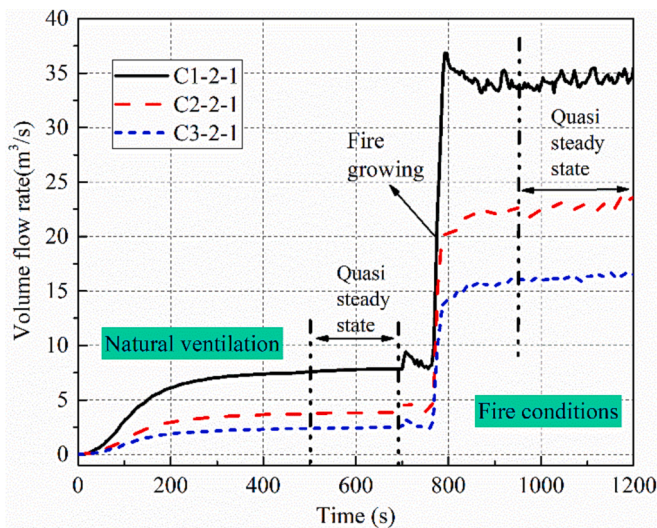 40
35
30
25
20
15
10
5
0
Volume flow rate(m³/s)
C1-2-1
C2-2-1
C3-2-1
Fire
growing
Quasi
steady
state
Quasi
steady
state
Natural ventilation
Fire conditions
0 200 400 600 800 1000 1200
Time (s)